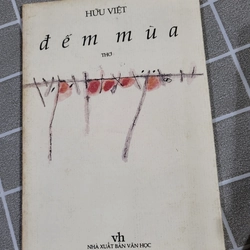 HỮU VIỆT
đếm mùa
THƠ
vh
NHÀ XUẤT BẢN VĂN HỌC